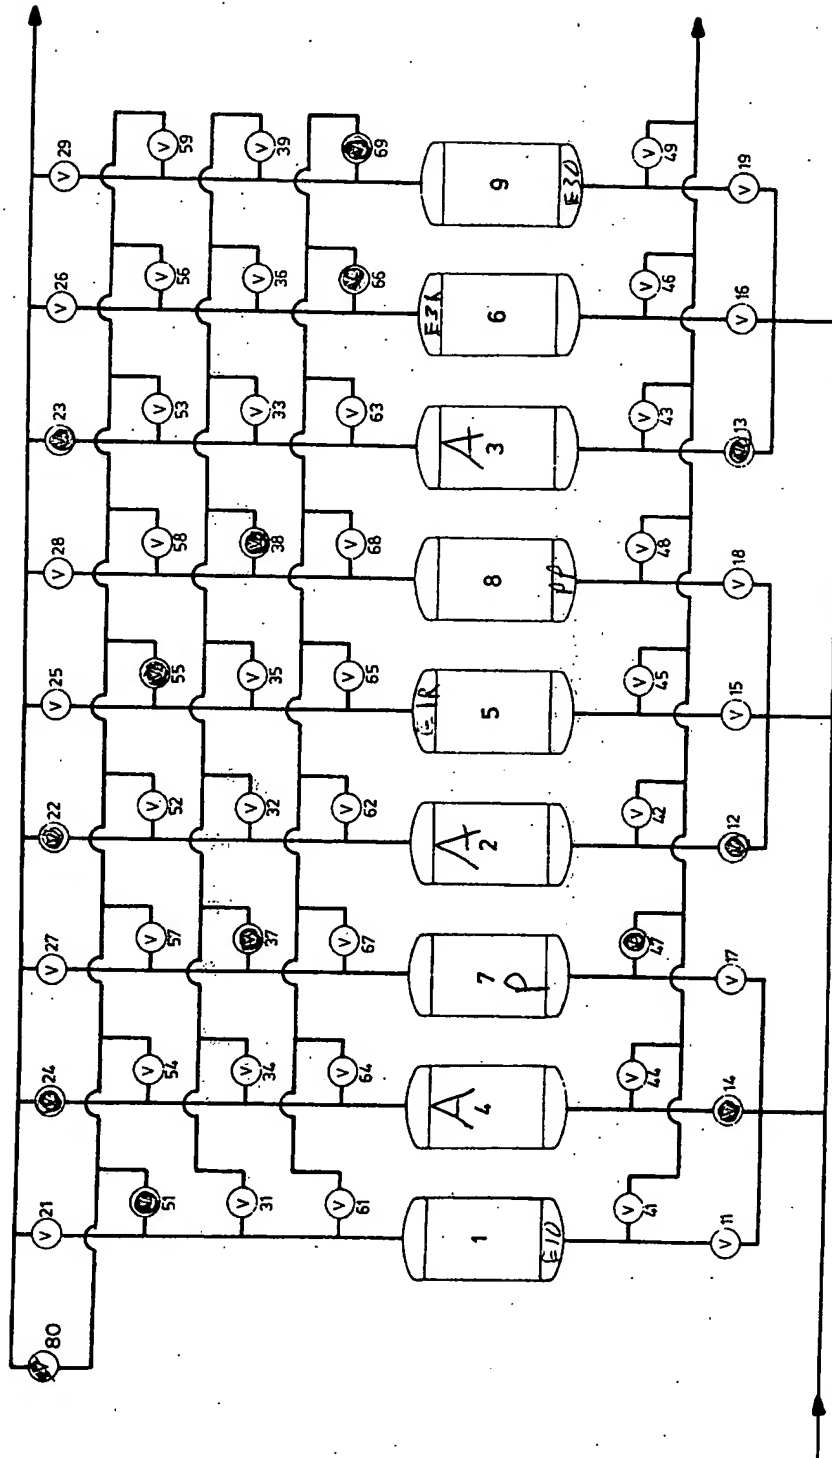 80
V 21 24 V 27 22 V 25 V 28 23 V 26 V 29
51 V 54 V 57 V 52 55 V 58 V 53 V 56 V 59
V 31 V 34 37 V 32 V 35 38 V 33 V 36 V 39
V 61 V 64 V 67 V 62 V 65 V 68 V 63 66 69
E1R E3R
A A A
1 4 7 2 5 8 3 6 9
P
E1D PP E3D
V 41 V 44 47 V 42 V 45 V 48 V 43 V 46 V 49
V 11 14 V 17 12 V 15 V 18 13 V 16 V 19